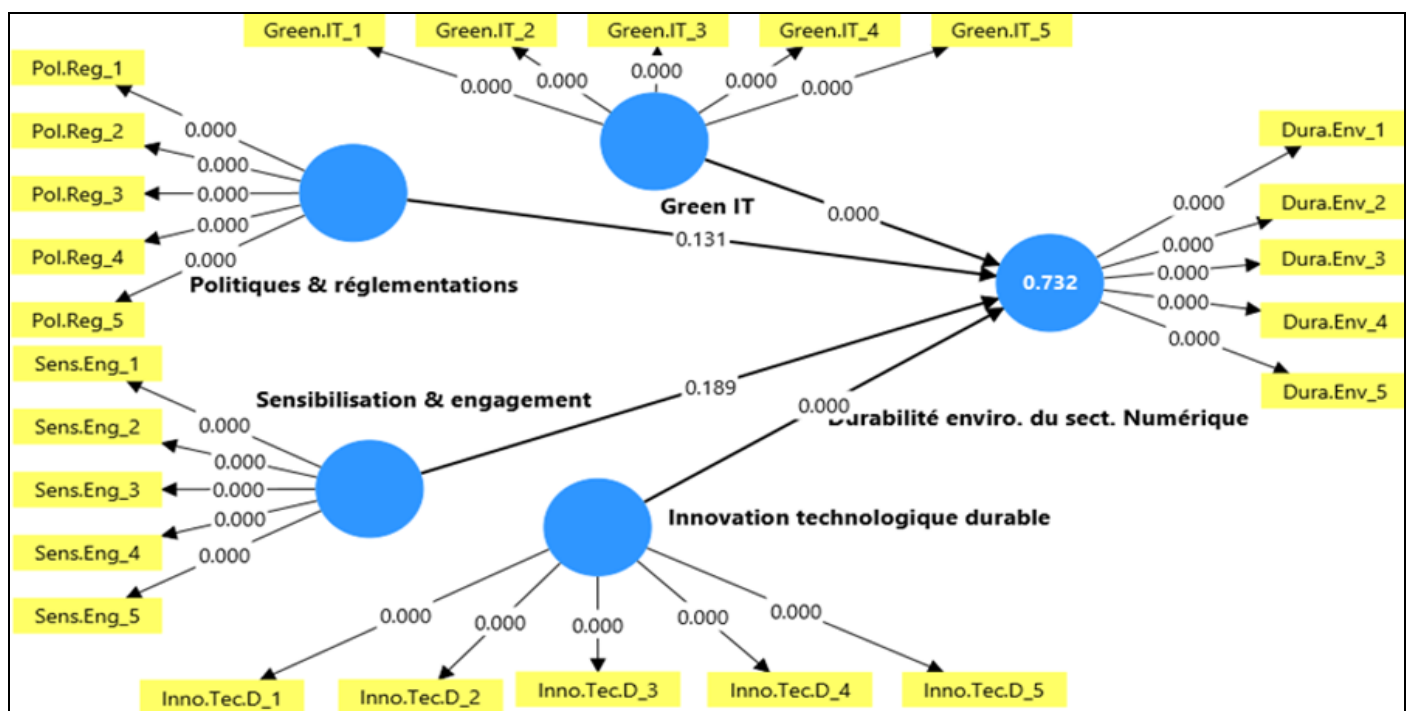 Green.IT_1
Green.IT_2
Green.IT_3
Green.IT_4
Green.IT_5
0.000
0.000
0.000
0.000
0.000
Green IT
Pol.Reg_1
Pol.Reg_2
Pol.Reg_3
Pol.Reg_4
Pol.Reg_5
0.000
0.000
0.000
0.000
0.000
Politiques & réglementations
0.000
0.131
Dura.Env_1
Dura.Env_2
Dura.Env_3
Dura.Env_4
Dura.Env_5
0.000
0.000
0.000
0.000
0.000
0.732
Durabilité enviro. du sect. Numérique
Sens.Eng_1
Sens.Eng_2
Sens.Eng_3
Sens.Eng_4
Sens.Eng_5
0.000
0.000
0.000
0.000
0.000
Sensibilisation & engagement
0.189
0.000
Innovation technologique durable
0.000
0.000
0.000
0.000
0.000
Inno.Tec.D_1
Inno.Tec.D_2
Inno.Tec.D_3
Inno.Tec.D_4
Inno.Tec.D_5